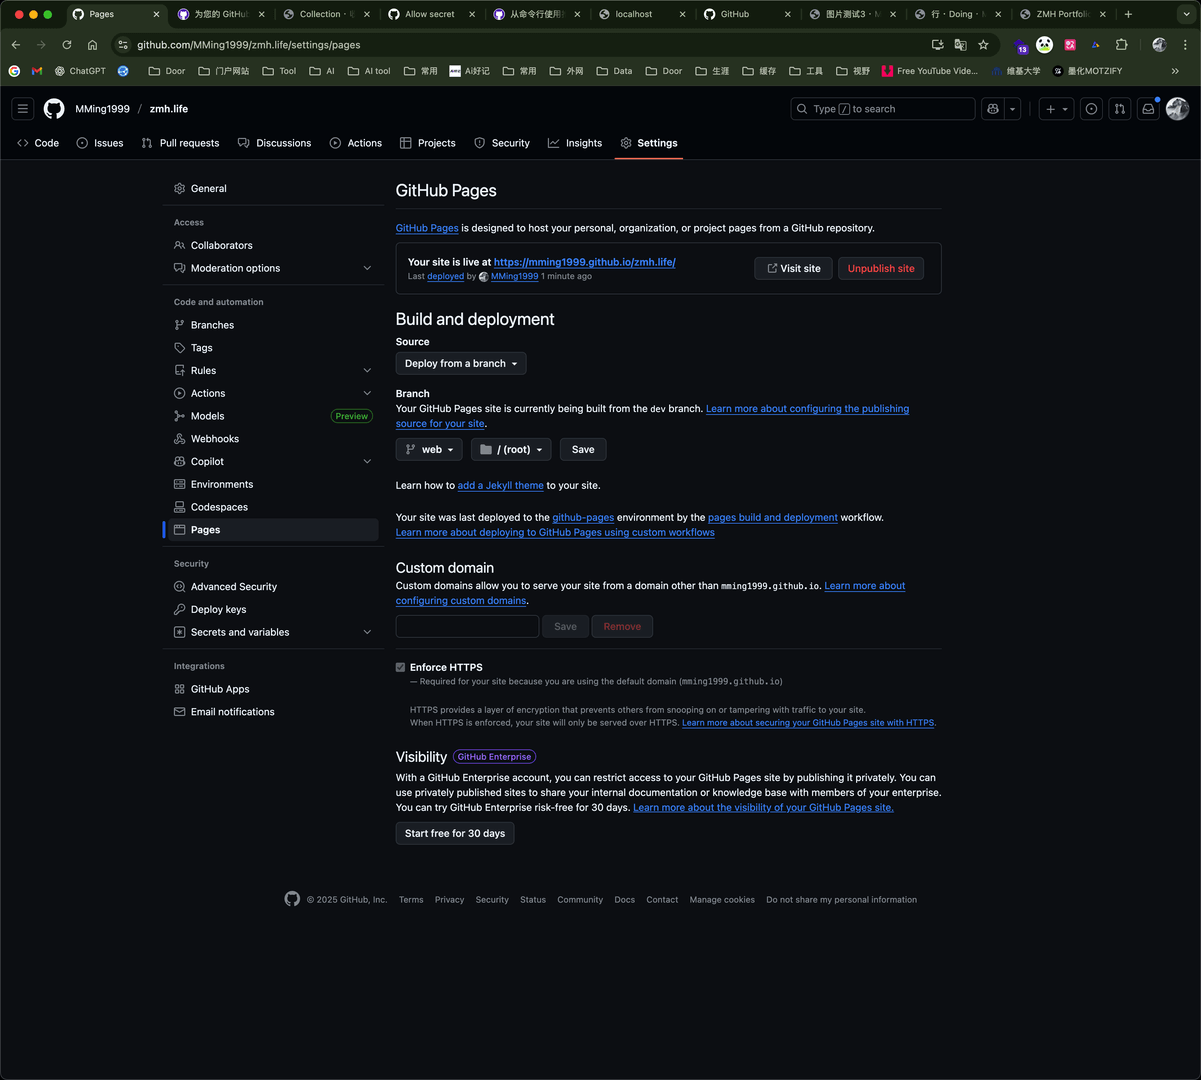 Pages
为您的 GitHub
Collection · 
Allow secret
从命令行使用
localhost
GitHub
图片测试3 · M
行 · Doing · M
ZMH Portfolio
github.com/MMing1999/zmh.life/settings/pages
13
ChatGPT
Door
门户网站
Tool
AI
AI tool
常用
Ai好记
常用
外网
Data
Door
生涯
缓存
工具
视野
Free YouTube Vide...
维基大学
墨化MOTZIFY
MMing1999 / zmh.life
Type / to search
Code
Issues
Pull requests
Discussions
Actions
Projects
Security
Insights
Settings
General
Access
Collaborators
Moderation options
Code and automation
Branches
Tags
Rules
Actions
Models Preview
Webhooks
Copilot
Environments
Codespaces
Pages
Security
Advanced Security
Deploy keys
Secrets and variables
Integrations
GitHub Apps
Email notifications
GitHub Pages
GitHub Pages is designed to host your personal, organization, or project pages from a GitHub repository.
Your site is live at https://mming1999.github.io/zmh.life/
Last deployed by MMing1999 1 minute ago
Visit site
Unpublish site
Build and deployment
Source
Deploy from a branch
Branch
Your GitHub Pages site is currently being built from the dev branch. Learn more about configuring the publishing
source for your site.
web
/ (root)
Save
Learn how to add a Jekyll theme to your site.
Your site was last deployed to the github-pages environment by the pages build and deployment workflow.
Learn more about deploying to GitHub Pages using custom workflows
Custom domain
Custom domains allow you to serve your site from a domain other than mming1999.github.io. Learn more about
configuring custom domains.
Save
Remove
Enforce HTTPS
— Required for your site because you are using the default domain (mming1999.github.io)
HTTPS provides a layer of encryption that prevents others from snooping on or tampering with traffic to your site.
When HTTPS is enforced, your site will only be served over HTTPS. Learn more about securing your GitHub Pages site with HTTPS.
Visibility GitHub Enterprise
With a GitHub Enterprise account, you can restrict access to your GitHub Pages site by publishing it privately. You can
use privately published sites to share your internal documentation or knowledge base with members of your enterprise.
You can try GitHub Enterprise risk-free for 30 days. Learn more about the visibility of your GitHub Pages site.
Start free for 30 days
© 2025 GitHub, Inc.
Terms
Privacy
Security
Status
Community
Docs
Contact
Manage cookies
Do not share my personal information